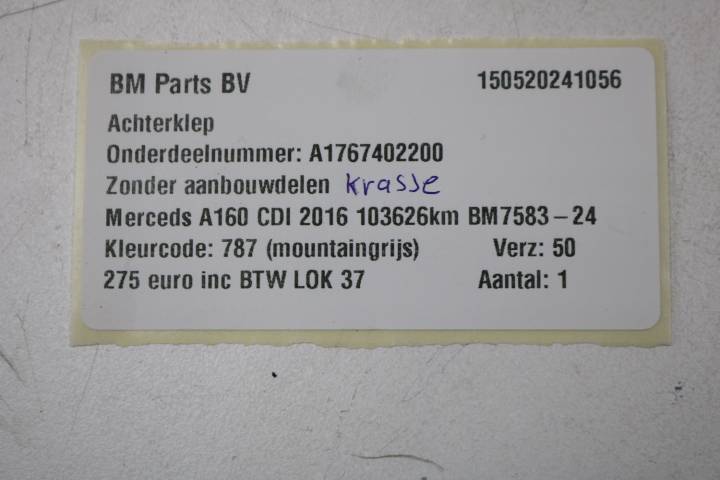 BM Parts BV 150520241056
Achterklep
Onderdeelnummer: A1767402200
Zonder aanbouwdelen krasse
Merceds A160 CDI 2016 103626km BM7583-24
Kleurcode: 787 (mountaingrijs) Verz: 50
275 euro inc BTW LOK 37 Aantal: 1